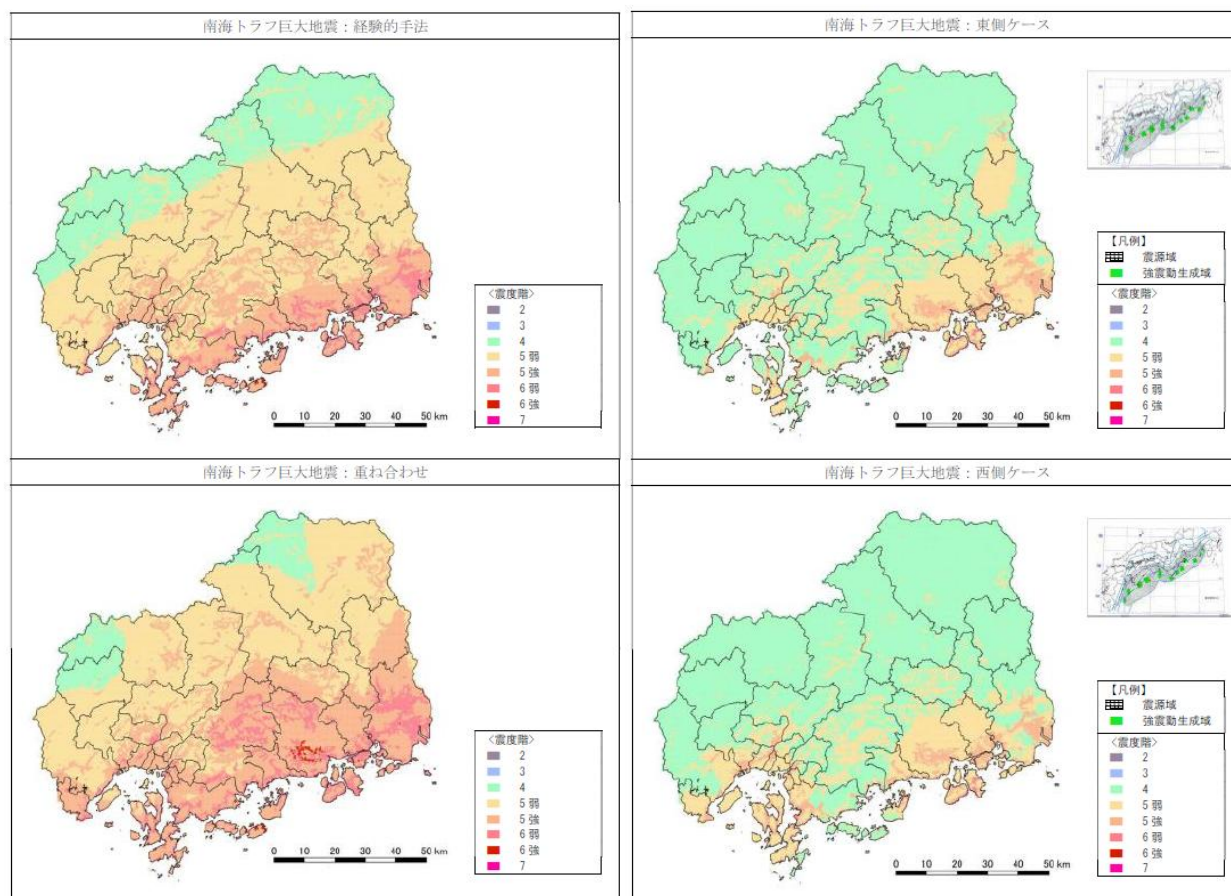 南海トラフ巨大地震：経験的手法
<震度階>
2
3
4
5 弱
5 強
6 弱
6 強
7
0 10 20 30 40 50 km
南海トラフ巨大地震：東側ケース
【凡例】
震源域
強震動生成域
<震度階>
2
3
4
5 弱
5 強
6 弱
6 強
7
0 10 20 30 40 50 km
南海トラフ巨大地震：重ね合わせ
<震度階>
2
3
4
5 弱
5 強
6 弱
6 強
7
0 10 20 30 40 50 km
南海トラフ巨大地震：西側ケース
【凡例】
震源域
強震動生成域
<震度階>
2
3
4
5 弱
5 強
6 弱
6 強
7
0 10 20 30 40 50 km